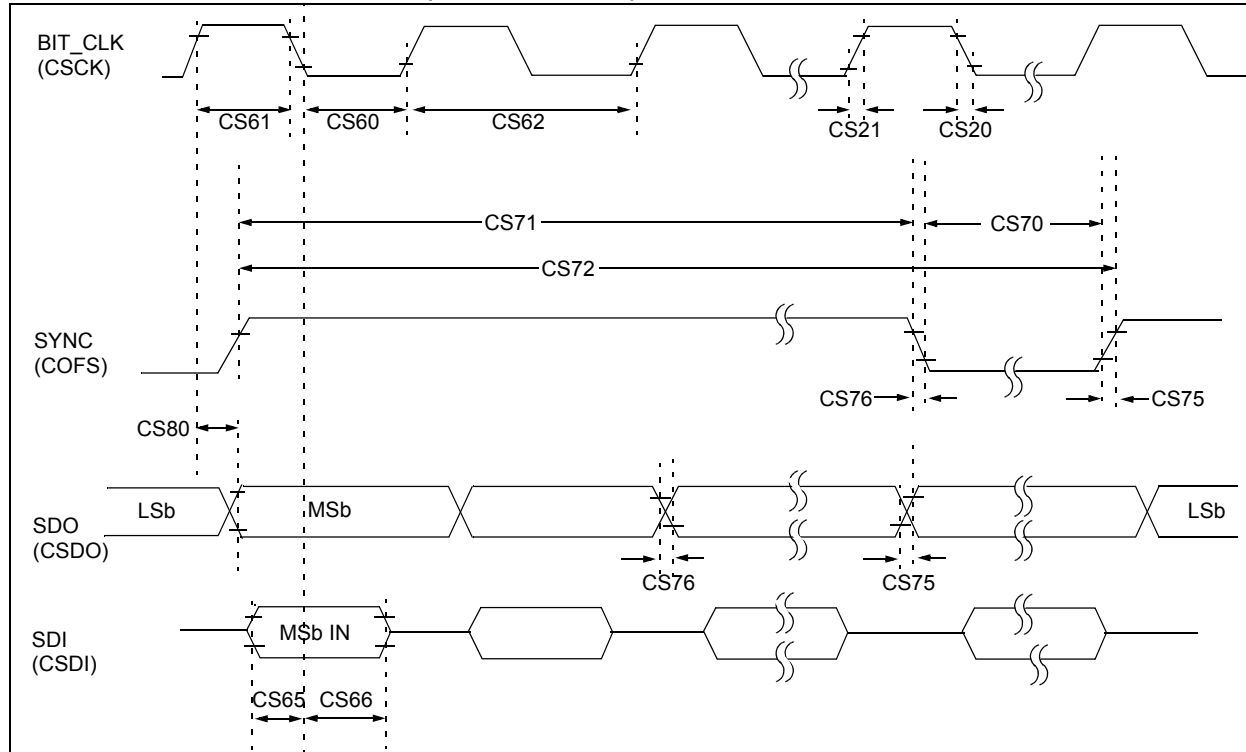 BIT_CLK
(CSCK)
CS61
CS60
CS62
CS21
CS20
CS71
CS70
CS72
SYNC
(COFS)
CS76
CS75
CS80
LSb
MSb
LSb
SDO
(CSDO)
CS76
CS75
MSb IN
SDI
(CSDI)
CS65
CS66